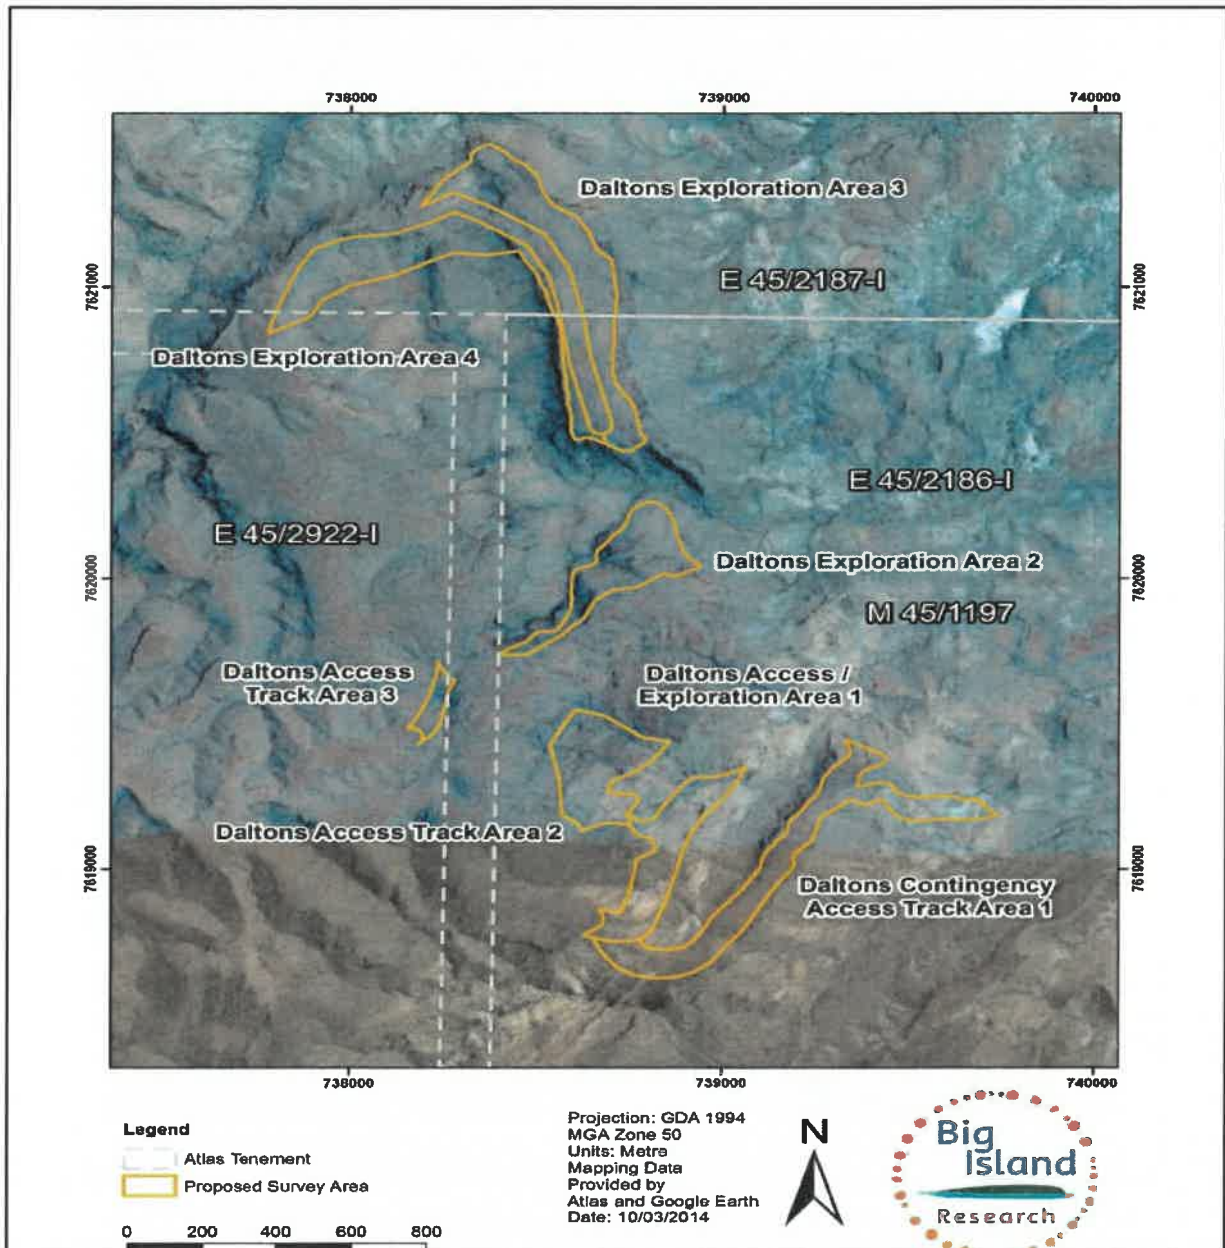 738000
739000
740000
Daltons Exploration Area 3
E 45/2187-I
7621000
7621000
Daltons Exploration Area 4
E 45/2186-I
E 45/2922-I
Daltons Exploration Area 2
7620000
7620000
M 45/1197
Daltons Access
Track Area 3
Daltons Access /
Exploration Area 1
Daltons Access Track Area 2
7619000
7619000
Daltons Contingency
Access Track Area 1
738000
739000
740000
Legend
Atlas Tenement
Proposed Survey Area
0 200 400 600 800
Projection: GDA 1994
MGA Zone 50
Units: Metre
Mapping Data
Provided by
Atlas and Google Earth
Date: 10/03/2014
N
Big
Island
Research